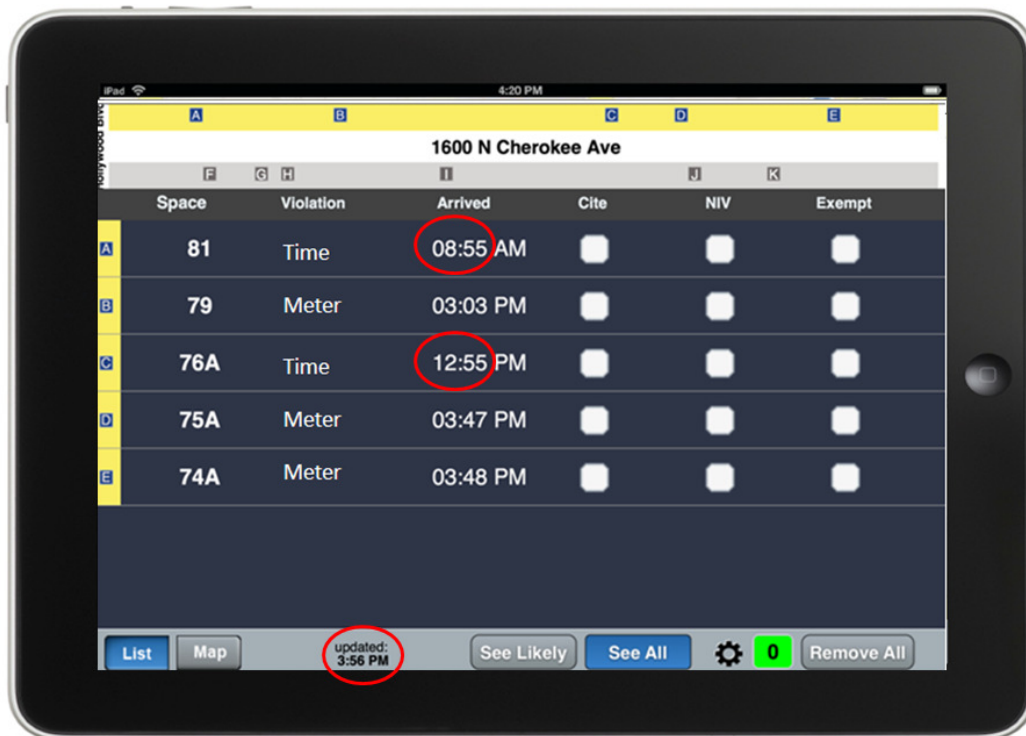 iPad 4:20 PM
A B C D E
1600 N Cherokee Ave
F G H I J K
Space Violation Arrived Cite NIV Exempt
A 81 Time 08:55 AM
B 79 Meter 03:03 PM
C 76A Time 12:55 PM
D 75A Meter 03:47 PM
E 74A Meter 03:48 PM
List Map updated: See Likely See All 0 Remove All
3:56 PM